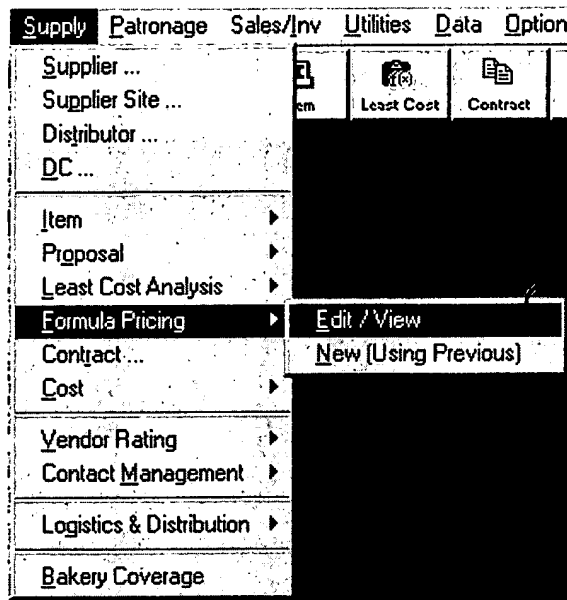 Supply Patronage Sales/Inv Utilities Data Option
Supplier ...
Supplier Site ...
Distributor ...
DC ...
Least Cost Contract
Item
Proposal
Least Cost Analysis
Formula Pricing
Edit / View
New (Using Previous)
Contract ...
Cost
Vendor Rating
Contact Management
Logistics & Distribution
Bakery Coverage